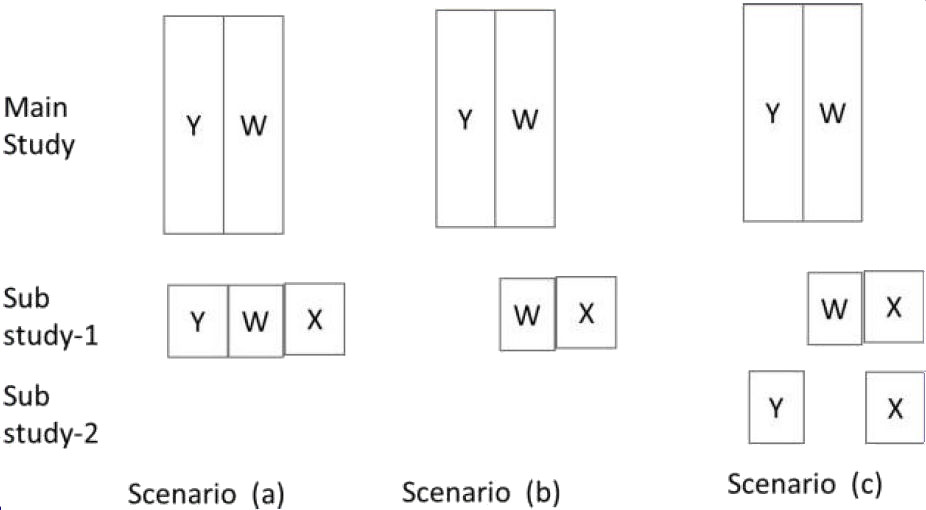 Main
Study
Y W
Y W
Y W
Sub
study-1
Y W X
W X
W X
Sub
study-2
Y X
Scenario (a)
Scenario (b)
Scenario (c)